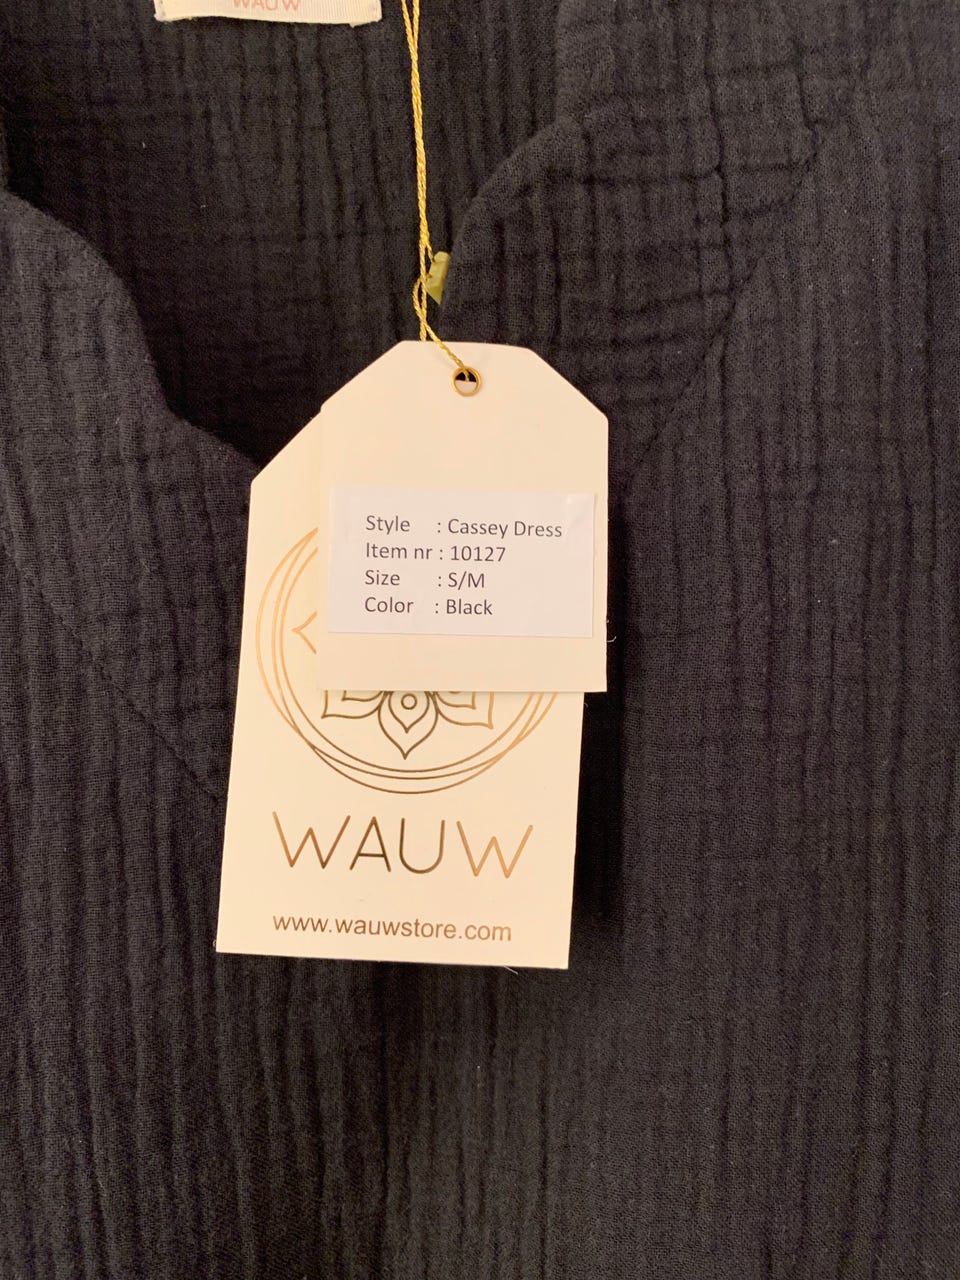 WAUW
Style : Cassey Dress
Item nr : 10127
Size : S/M
Color : Black
WAUW
www.wauwstore.com